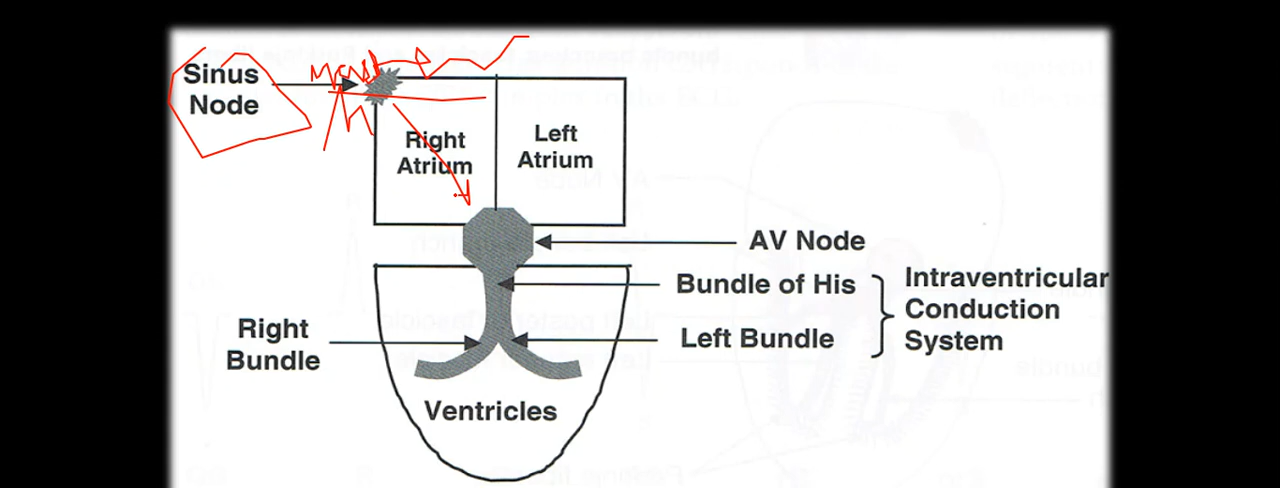 Sinus
Node
Right
Atrium
Left
Atrium
AV Node
Bundle of His
Intraventricular
Conduction
System
Left Bundle
Right
Bundle
Ventricles